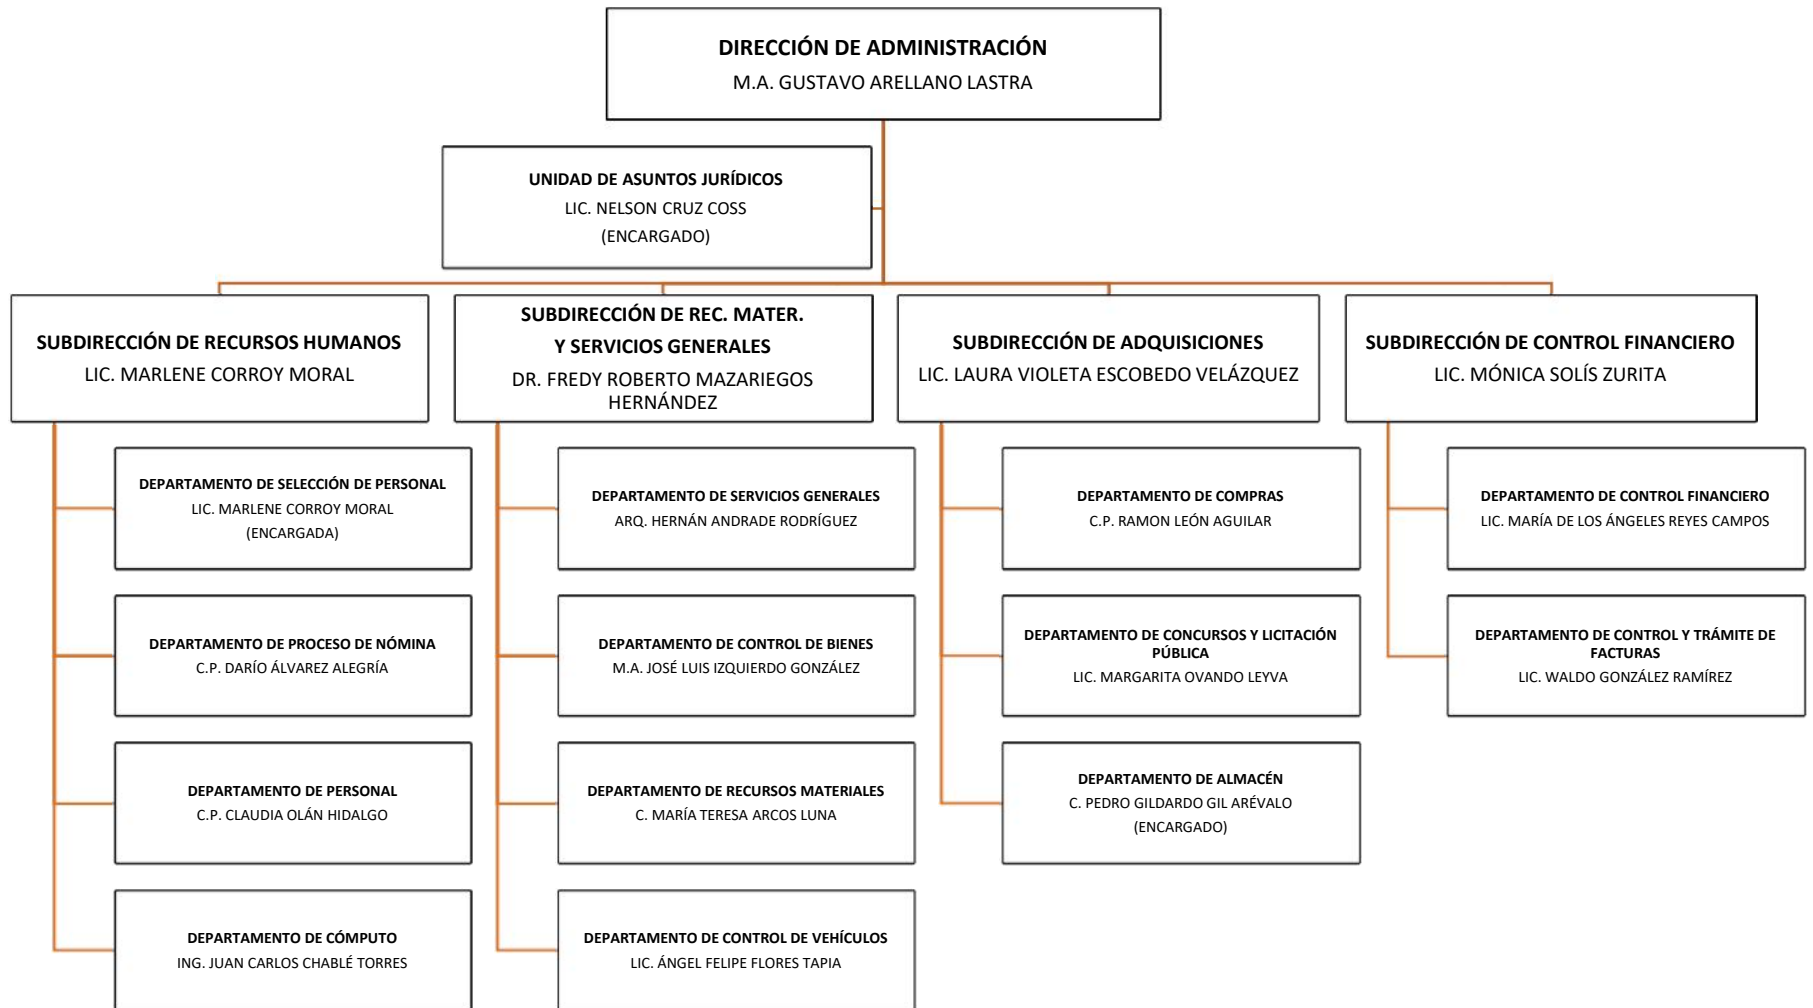 DIRECCIÓN DE ADMINISTRACIÓN
M.A. GUSTAVO ARELLANO LASTRA
UNIDAD DE ASUNTOS JURÍDICOS
LIC. NELSON CRUZ COSS
(ENCARGADO)
SUBDIRECCIÓN DE RECURSOS HUMANOS
LIC. MARLENE CORROY MORAL
SUBDIRECCIÓN DE REC. MATER.
Y SERVICIOS GENERALES
DR. FREDY ROBERTO MAZARIEGOS
HERNÁNDEZ
SUBDIRECCIÓN DE ADQUISICIONES
LIC. LAURA VIOLETA ESCOBEDO VELÁZQUEZ
SUBDIRECCIÓN DE CONTROL FINANCIERO
LIC. MÓNICA SOLÍS ZURITA
DEPARTAMENTO DE SELECCIÓN DE PERSONAL
LIC. MARLENE CORROY MORAL
(ENCARGADA)
DEPARTAMENTO DE PROCESO DE NÓMINA
C.P. DARÍO ÁLVAREZ ALEGRÍA
DEPARTAMENTO DE PERSONAL
C.P. CLAUDIA OLÁN HIDALGO
DEPARTAMENTO DE CÓMPUTO
ING. JUAN CARLOS CHABLÉ TORRES
DEPARTAMENTO DE SERVICIOS GENERALES
ARQ. HERNÁN ANDRADE RODRÍGUEZ
DEPARTAMENTO DE CONTROL DE BIENES
M.A. JOSÉ LUIS IZQUIERDO GONZÁLEZ
DEPARTAMENTO DE RECURSOS MATERIALES
C. MARÍA TERESA ARCOS LUNA
DEPARTAMENTO DE CONTROL DE VEHÍCULOS
LIC. ÁNGEL FELIPE FLORES TAPIA
DEPARTAMENTO DE COMPRAS
C.P. RAMON LEÓN AGUILAR
DEPARTAMENTO DE CONCURSOS Y LICITACIÓN
PÚBLICA
LIC. MARGARITA OVANDO LEYVA
DEPARTAMENTO DE ALMACÉN
C. PEDRO GILDARDO GIL ARÉVALO
(ENCARGADO)
DEPARTAMENTO DE CONTROL FINANCIERO
LIC. MARÍA DE LOS ÁNGELES REYES CAMPOS
DEPARTAMENTO DE CONTROL Y TRÁMITE DE
FACTURAS
LIC. WALDO GONZÁLEZ RAMÍREZ